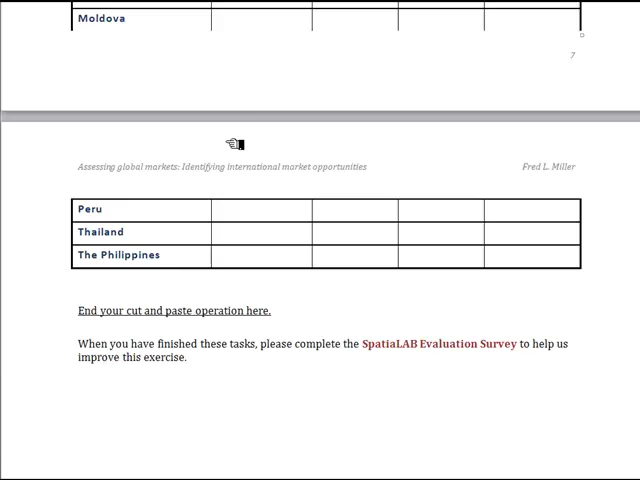 Moldova
7
Assessing global markets: Identifying international market opportunities Fred L. Miller
Peru
Thailand
The Philippines
End your cut and paste operation here.
When you have finished these tasks, please complete the SpatiaLAB Evaluation Survey to help us
improve this exercise.